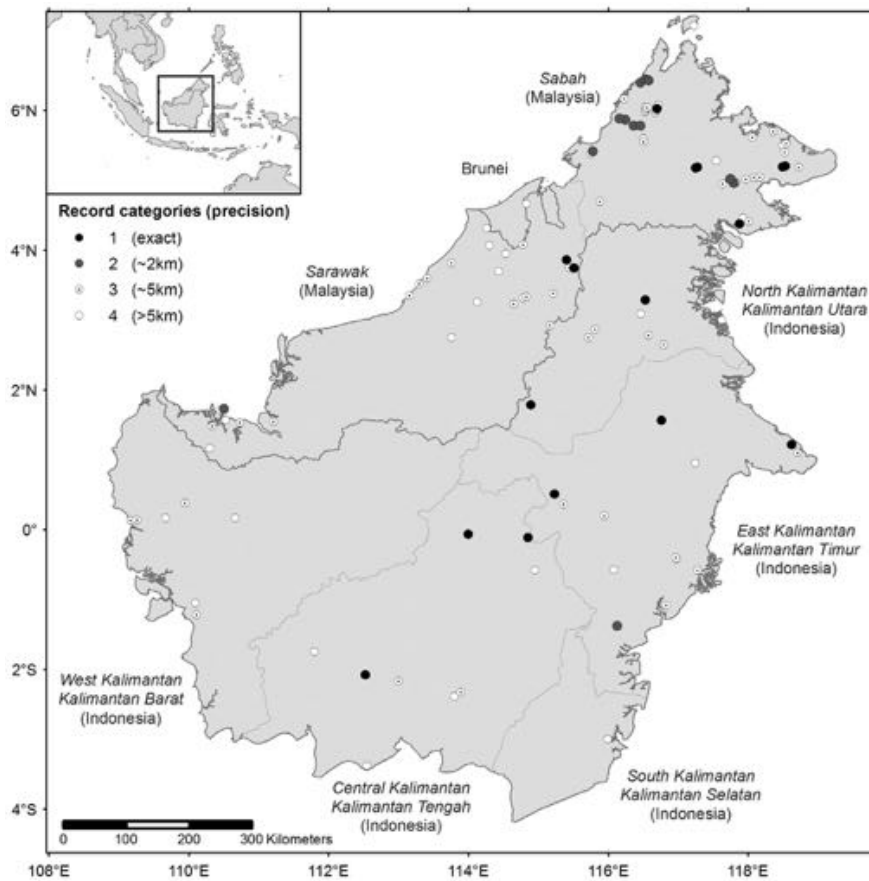 6°N
4°N
2°N
0°
2°S
4°S
108°E
110°E
112°E
114°E
116°E
118°E
Record categories (precision)
1 (exact)
2 (~2km)
3 (~5km)
4 (>5km)
Sabah
(Malaysia)
Brunei
Sarawak
(Malaysia)
North Kalimantan
Kalimantan Utara
(Indonesia)
East Kalimantan
Kalimantan Timur
(Indonesia)
West Kalimantan
Kalimantan Barat
(Indonesia)
Central Kalimantan
Kalimantan Tengah
(Indonesia)
South Kalimantan
Kalimantan Selatan
(Indonesia)
0 100 200 300 Kilometers